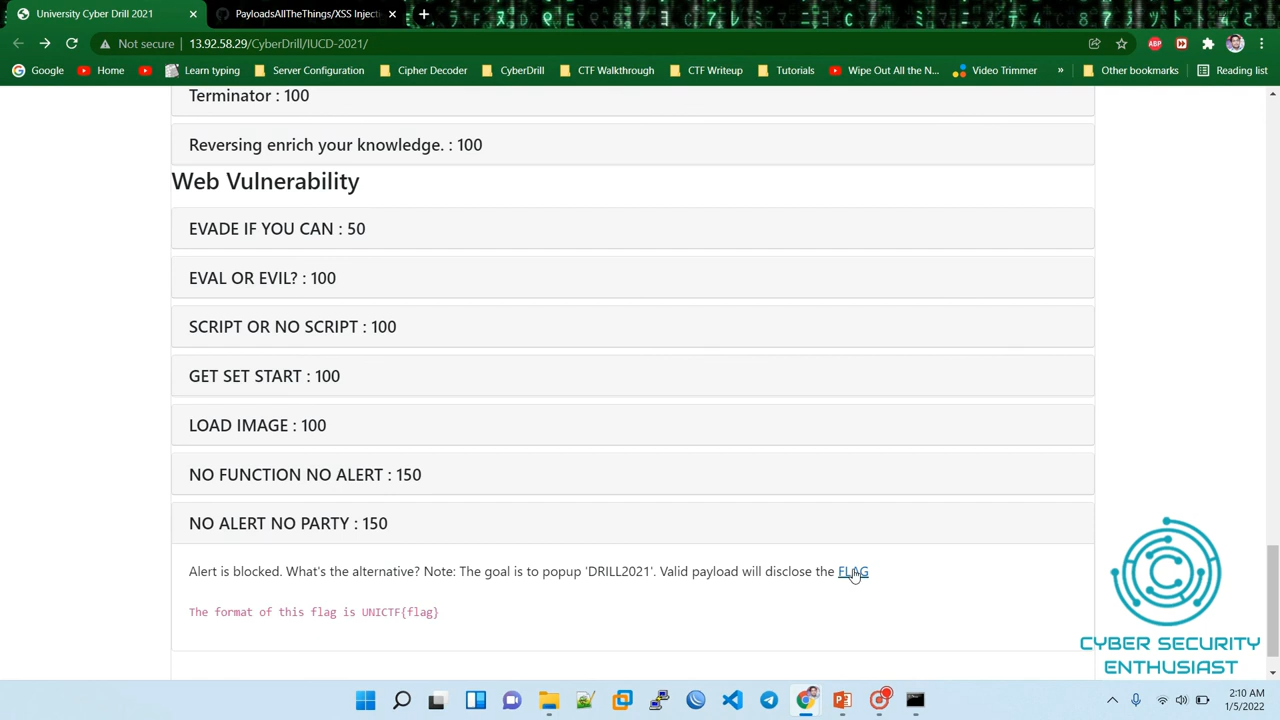 University Cyber Drill 2021
PayloadsAllTheThings/XSS Injecti
Not secure
13.92.58.29/CyberDrill/IUCD-2021/
ABP
Google
Home
Learn typing
Server Configuration
Cipher Decoder
CyberDrill
CTF Walkthrough
CTF Writeup
Tutorials
Wipe Out All the N...
Video Trimmer
»
Other bookmarks
Reading list
Terminator : 100
Reversing enrich your knowledge. : 100
Web Vulnerability
EVADE IF YOU CAN : 50
EVAL OR EVIL? : 100
SCRIPT OR NO SCRIPT : 100
GET SET START : 100
LOAD IMAGE : 100
NO FUNCTION NO ALERT : 150
NO ALERT NO PARTY : 150
Alert is blocked. What's the alternative? Note: The goal is to popup 'DRILL2021'. Valid payload will disclose the FLAG
The format of this flag is UNICTF{flag}
CYBER SECURITY
ENTHUSIAST
2:10 AM
1/5/2022